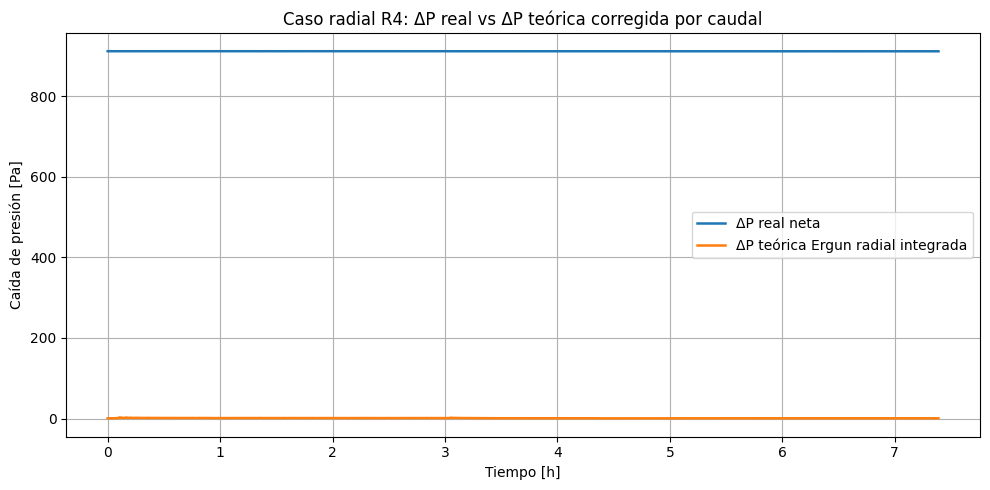 Caso radial R4: ΔP real vs ΔP teórica corregida por caudal
Caída de presión [Pa]
800
600
400
200
0
ΔP real neta
ΔP teórica Ergun radial integrada
0 1 2 3 4 5 6 7
Tiempo [h]